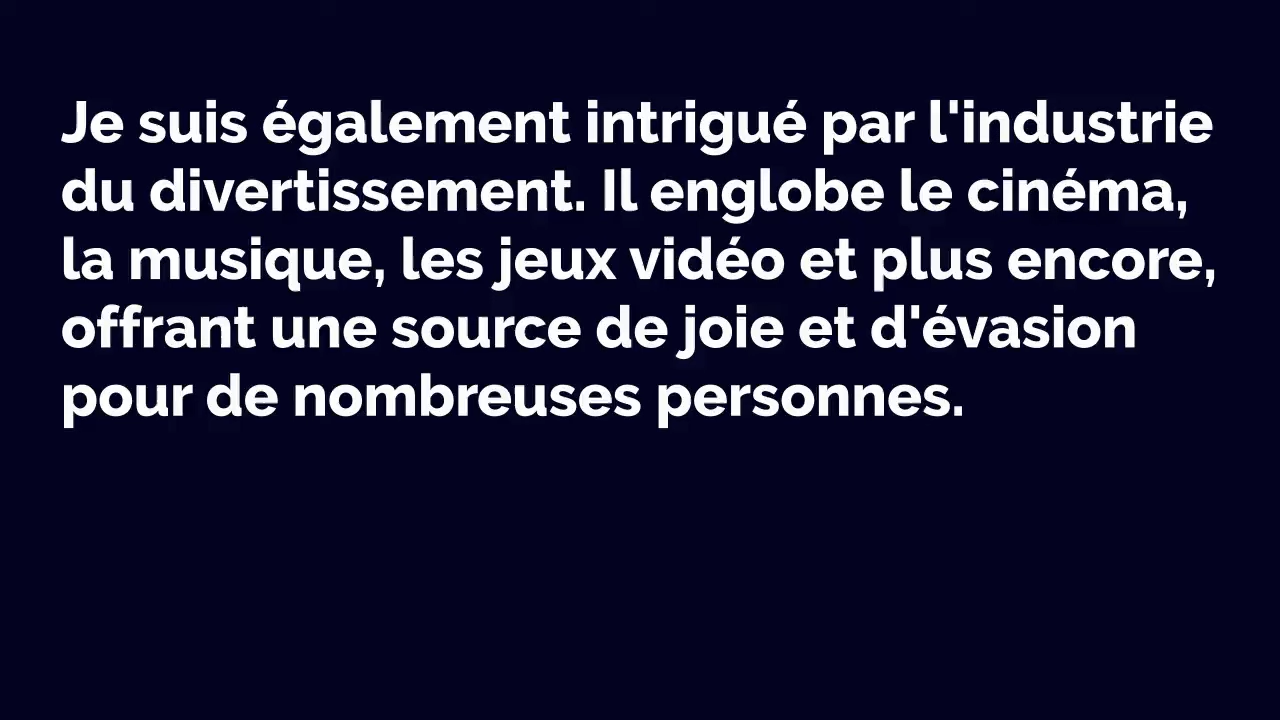 Je suis également intrigué par l'industrie
du divertissement. Il englobe le cinéma,
la musique, les jeux vidéo et plus encore,
offrant une source de joie et d'évasion
pour de nombreuses personnes.